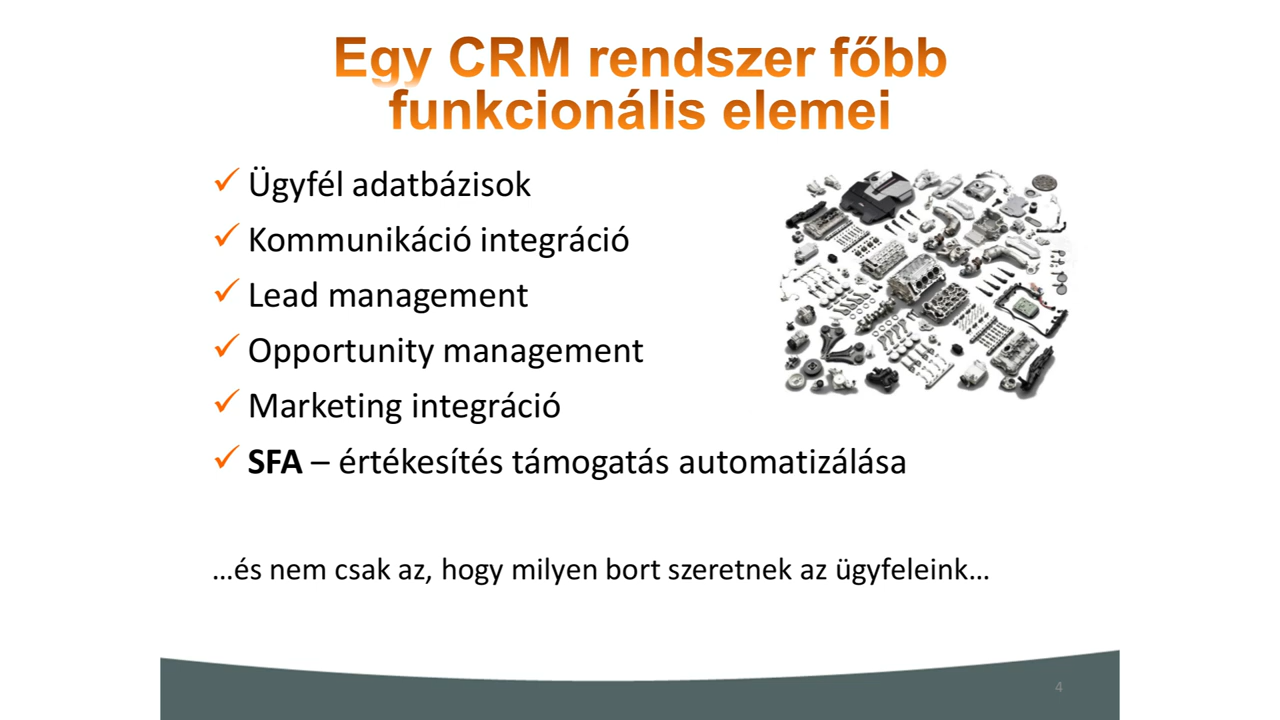 Egy CRM rendszer főbb
funkcionális elemei
Ügyfél adatbázisok
Kommunikáció integráció
Lead management
Opportunity management
Marketing integráció
SFA – értékesítés támogatás automatizálása
…és nem csak az, hogy milyen bort szeretnek az ügyfeleink…
4